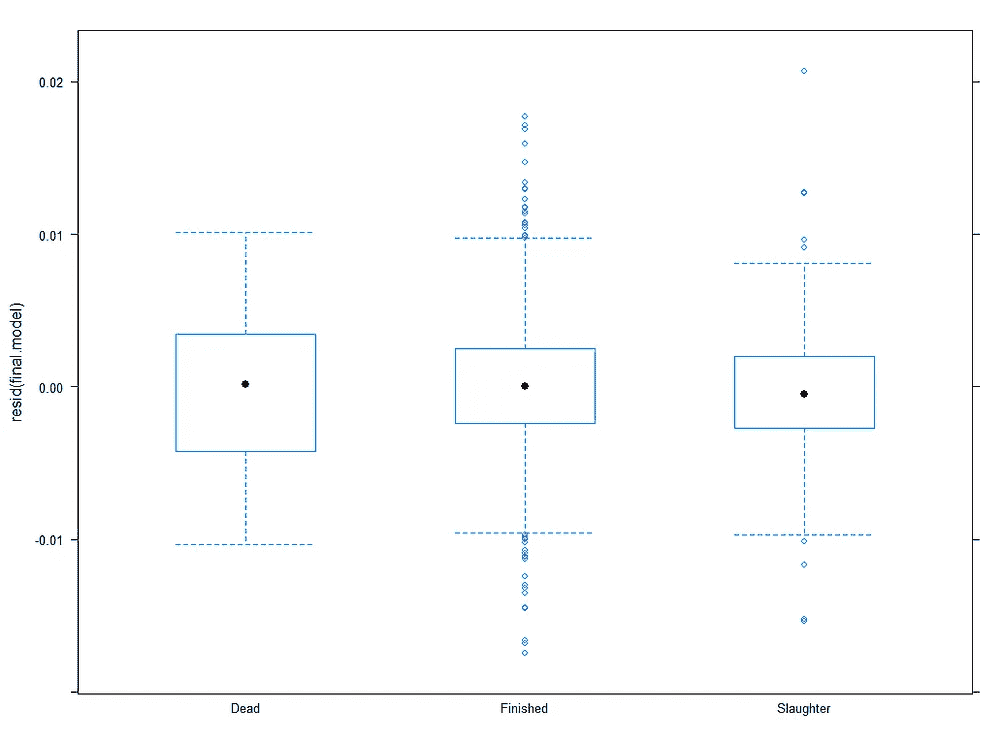 0.02
0.01
0.00
-0.01
resid(final.model)
Dead
Finished
Slaughter